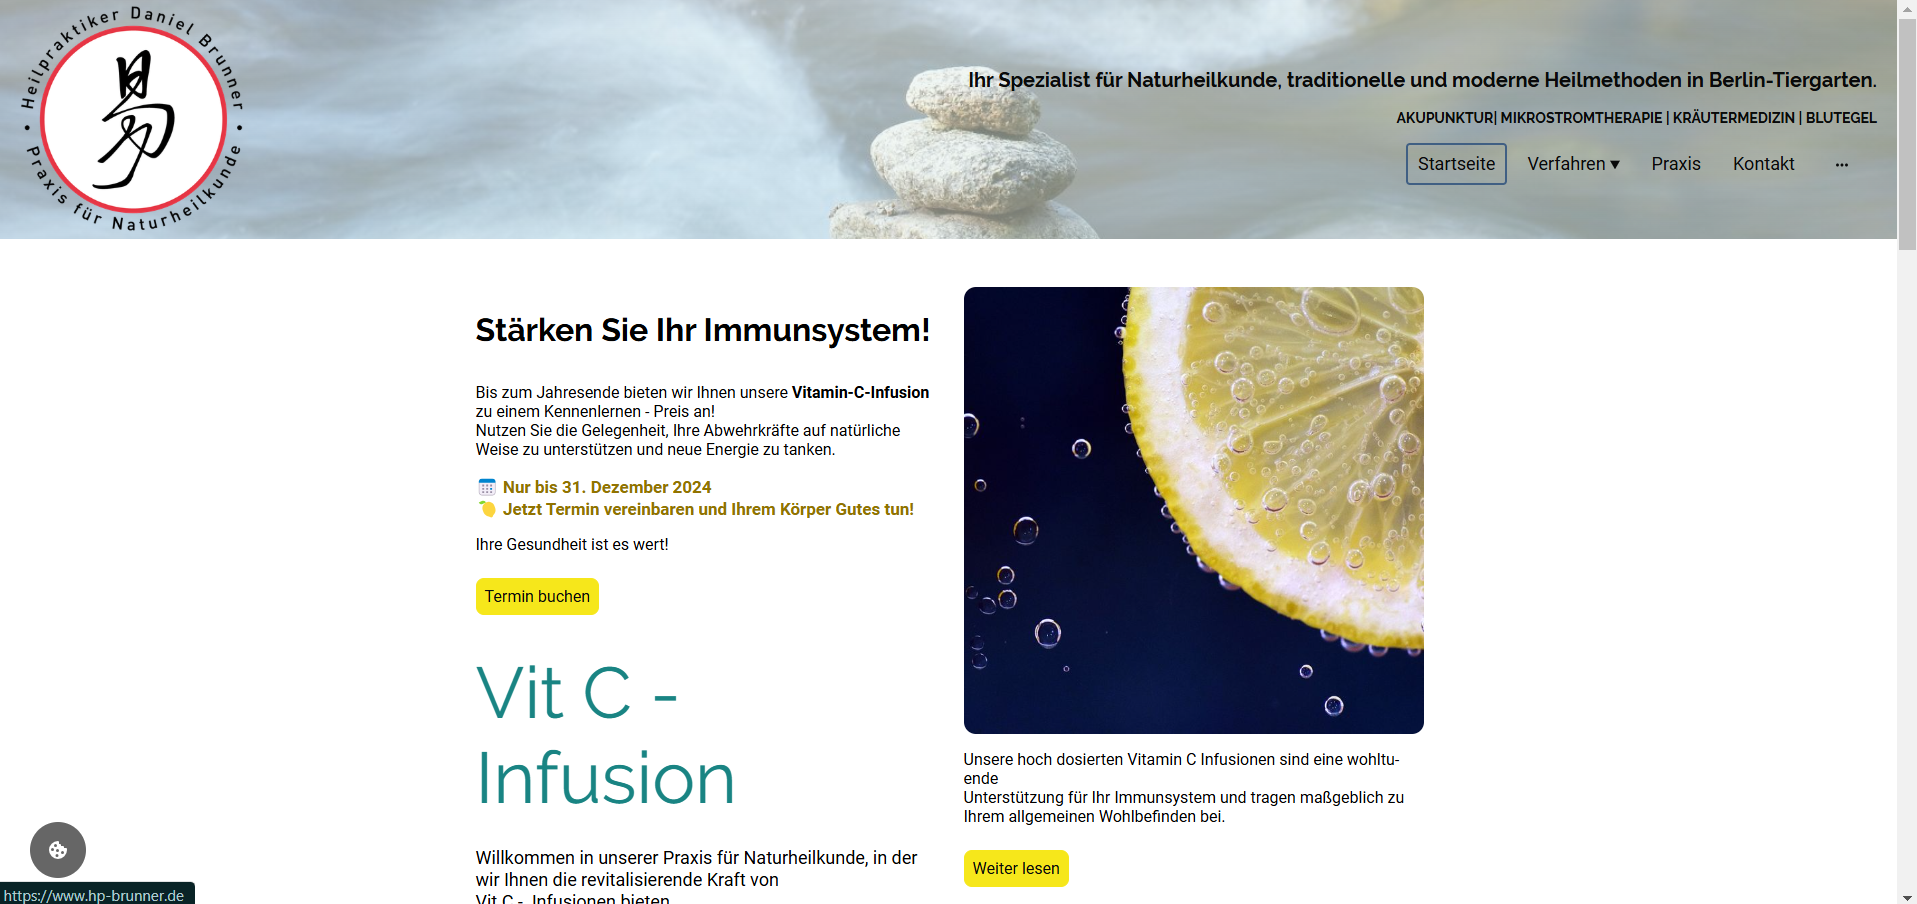 Heilpraktiker Daniel Brunner
易
Praxis für Naturheilkunde
Ihr Spezialist für Naturheilkunde, traditionelle und moderne Heilmethoden in Berlin-Tiergarten.
AKUPUNKTUR| MIKROSTROMTHERAPIE | KRÄUTERMEDIZIN | BLUTEGEL
Startseite Verfahren ▾ Praxis Kontakt ···
Stärken Sie Ihr Immunsystem!
Bis zum Jahresende bieten wir Ihnen unsere Vitamin-C-Infusion
zu einem Kennenlernen - Preis an!
Nutzen Sie die Gelegenheit, Ihre Abwehrkräfte auf natürliche
Weise zu unterstützen und neue Energie zu tanken.
Nur bis 31. Dezember 2024
Jetzt Termin vereinbaren und Ihrem Körper Gutes tun!
Ihre Gesundheit ist es wert!
Termin buchen
Vit C -
Infusion
Willkommen in unserer Praxis für Naturheilkunde, in der
wir Ihnen die revitalisierende Kraft von
Vit C - Infusionen bieten
Unsere hoch dosierten Vitamin C Infusionen sind eine wohltu-
ende
Unterstützung für Ihr Immunsystem und tragen maßgeblich zu
Ihrem allgemeinen Wohlbefinden bei.
Weiter lesen
https://www.hp-brunner.de